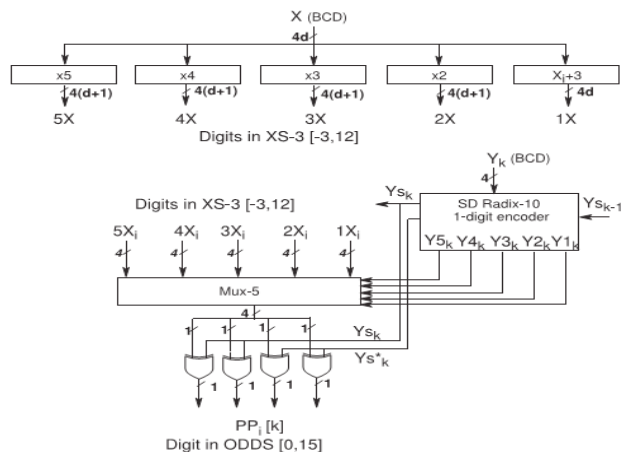 X (BCD)
4d
x5 x4 x3 x2 Xi+3
4(d+1) 4(d+1) 4(d+1) 4(d+1) 4d
5X 4X 3X 2X 1X
Digits in XS-3 [-3,12]
Yk (BCD)
4
Digits in XS-3 [-3,12]
Ysk
SD Radix-10
1-digit encoder
Ysk-1
Y5k Y4k Y3k Y2k Y1k
5Xi 4Xi 3Xi 2Xi 1Xi
4 4 4 4 4
Mux-5
4
1 1 1 1
Ysk
Ys*k
1 1 1 1
PPi [k]
Digit in ODDS [0,15]